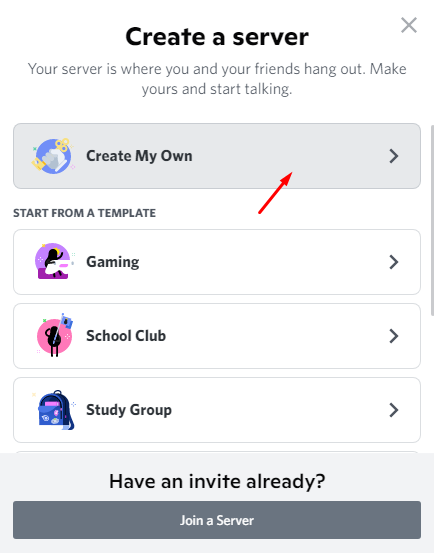 Create a server
Your server is where you and your friends hang out. Make
yours and start talking.
Create My Own
START FROM A TEMPLATE
Gaming
School Club
Study Group
Have an invite already?
Join a Server